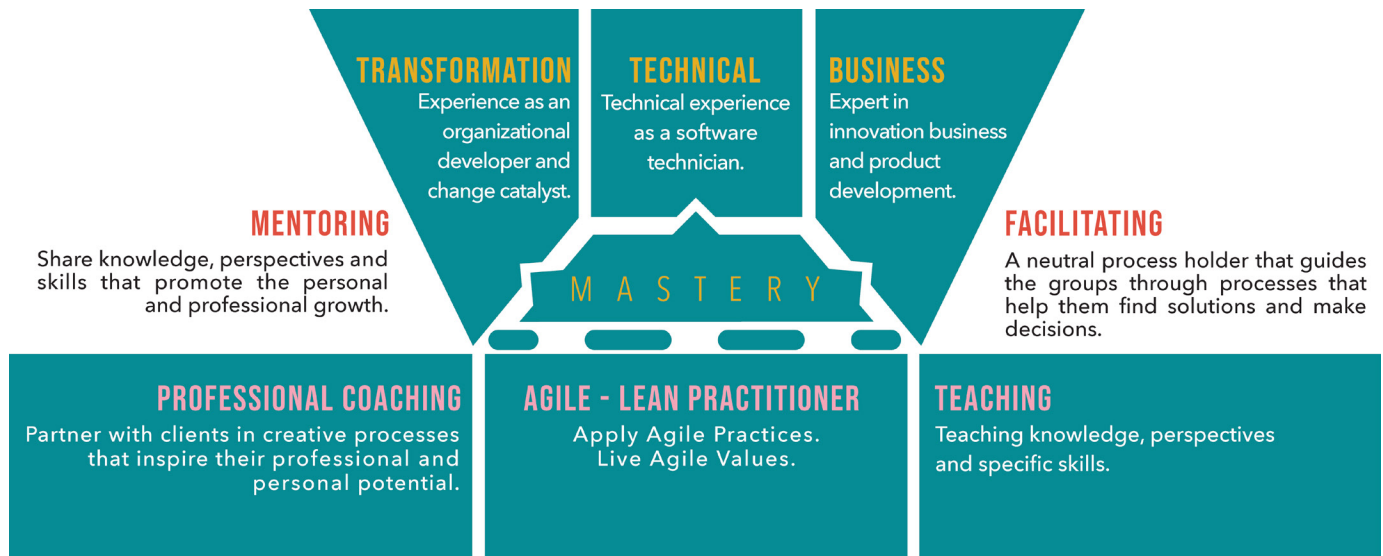 TRANSFORMATION
Experience as an
organizational
developer and
change catalyst.
TECHNICAL
Technical experience
as a software
technician.
BUSINESS
Expert in
innovation business
and product
development.
MENTORING
Share knowledge, perspectives and
skills that promote the personal
and professional growth.
MASTERY
FACILITATING
A neutral process holder that guides
the groups through processes that
help them find solutions and make
decisions.
PROFESSIONAL COACHING
Partner with clients in creative processes
that inspire their professional and
personal potential.
AGILE - LEAN PRACTITIONER
Apply Agile Practices.
Live Agile Values.
TEACHING
Teaching knowledge, perspectives
and specific skills.